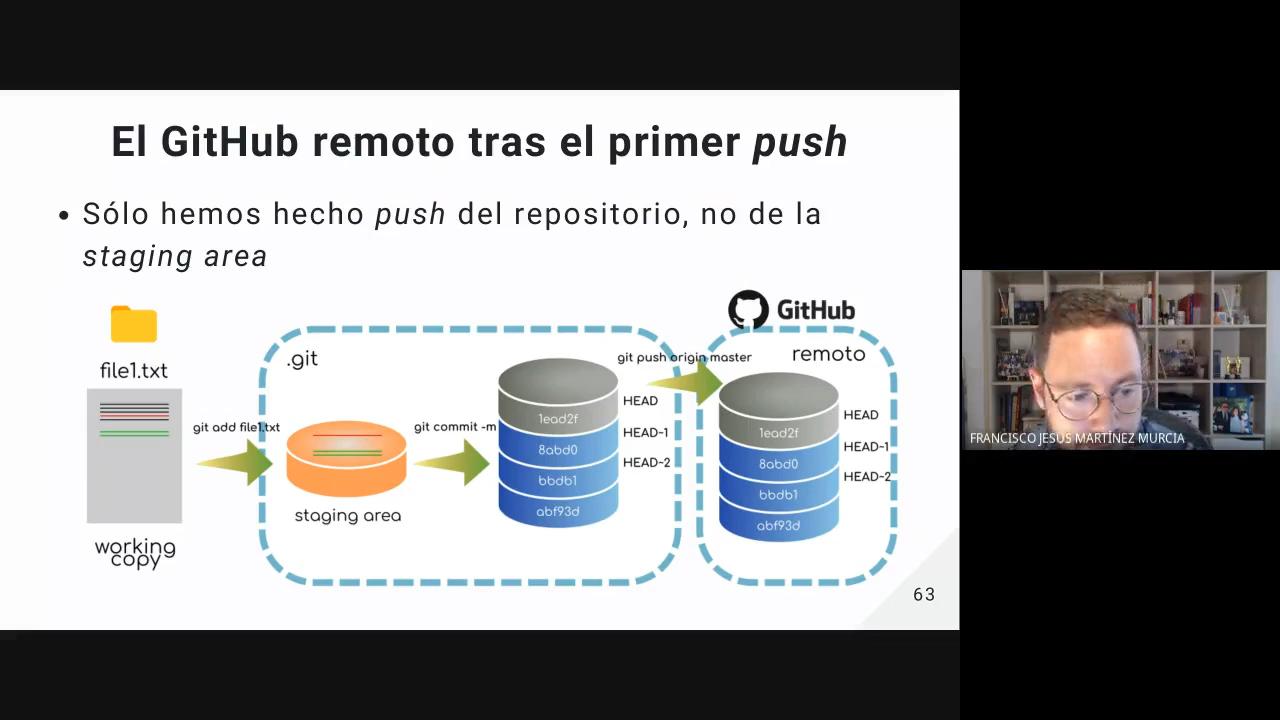 El GitHub remoto tras el primer push
• Sólo hemos hecho push del repositorio, no de la
staging area
GitHub
file1.txt
.git
git push origin master
remoto
HEAD
HEAD
1ead2f
1ead2f
git add file1.txt
git commit -m
HEAD-1
HEAD-1
8abd0
8abd0
HEAD-2
HEAD-2
bbdb1
bbdb1
abf93d
abf93d
staging area
working
copy
63
FRANCISCO JESUS MARTÍNEZ MURCIA